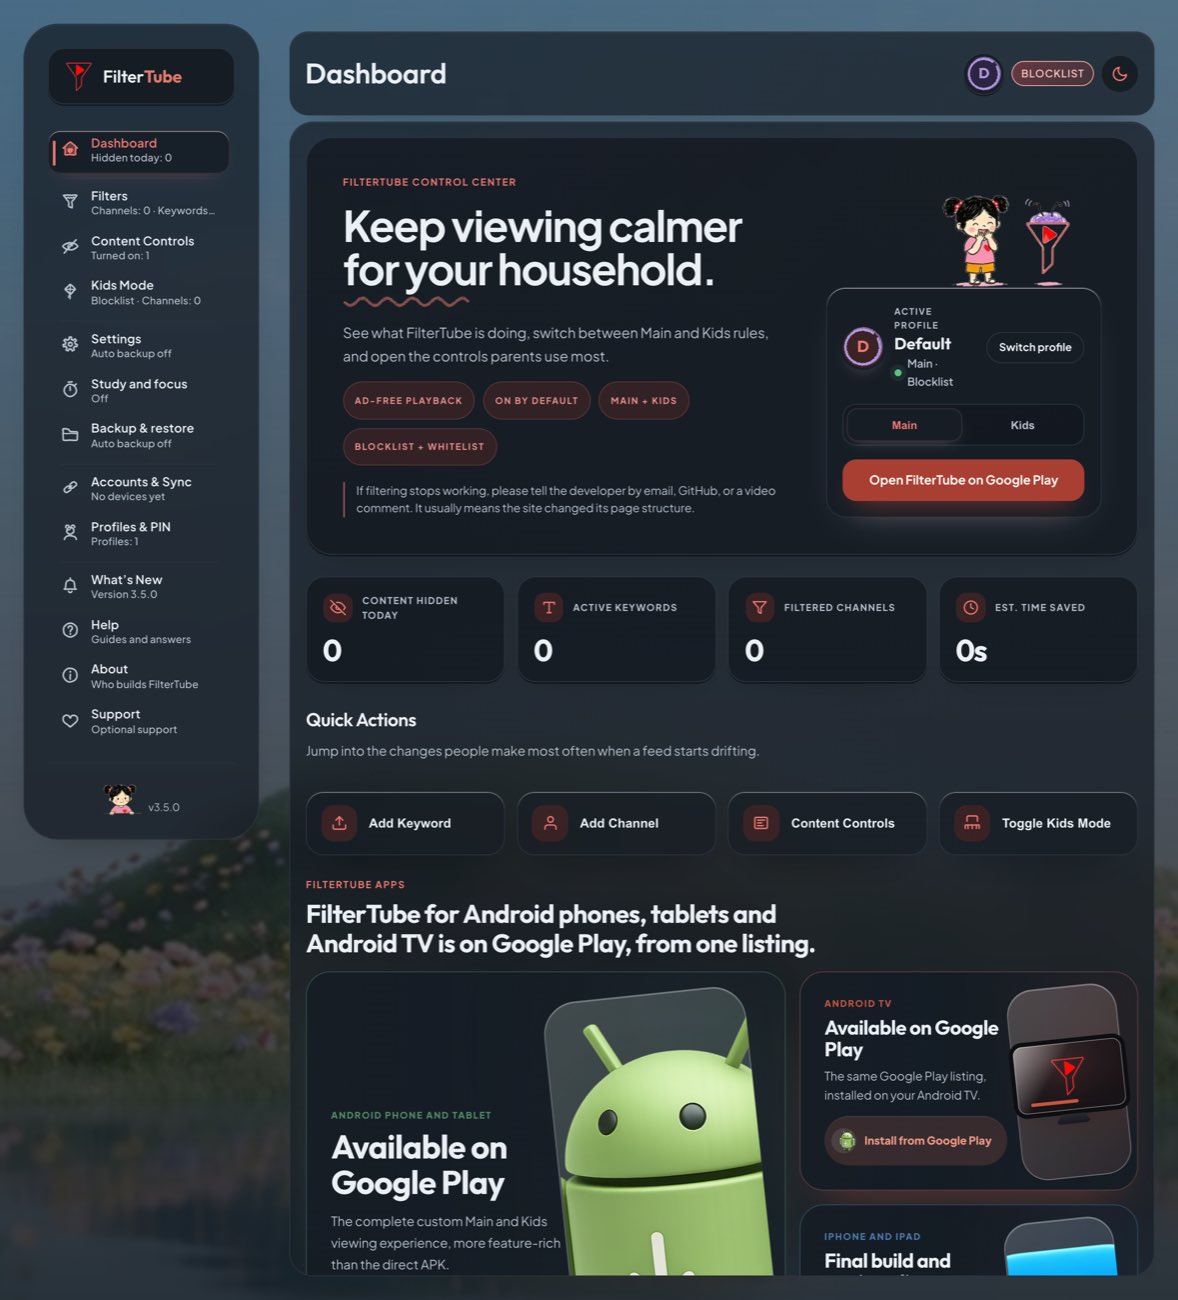 FilterTube
Dashboard
Hidden today: 0
Filters
Channels: 0 · Keywords...
Content Controls
Turned on: 1
Kids Mode
Blocklist · Channels: 0
Settings
Auto backup off
Study and focus
Off
Backup & restore
Auto backup off
Accounts & Sync
No devices yet
Profiles & PIN
Profiles: 1
What's New
Version 3.5.0
Help
Guides and answers
About
Who builds FilterTube
Support
Optional support
v3.5.0
Dashboard
D
BLOCKLIST
FILTERTUBE CONTROL CENTER
Keep viewing calmer
for your household.
See what FilterTube is doing, switch between Main and Kids rules,
and open the controls parents use most.
AD-FREE PLAYBACK
ON BY DEFAULT
MAIN + KIDS
BLOCKLIST + WHITELIST
If filtering stops working, please tell the developer by email, GitHub, or a video
comment. It usually means the site changed its page structure.
ACTIVE
PROFILE
D
Default
Main ·
Blocklist
Switch profile
Main
Kids
Open FilterTube on Google Play
CONTENT HIDDEN
TODAY
0
ACTIVE KEYWORDS
0
FILTERED CHANNELS
0
EST. TIME SAVED
0s
Quick Actions
Jump into the changes people make most often when a feed starts drifting.
Add Keyword
Add Channel
Content Controls
Toggle Kids Mode
FILTERTUBE APPS
FilterTube for Android phones, tablets and
Android TV is on Google Play, from one listing.
ANDROID PHONE AND TABLET
Available on
Google Play
The complete custom Main and Kids
viewing experience, more feature-rich
than the direct APK.
ANDROID TV
Available on Google
Play
The same Google Play listing,
installed on your Android TV.
Install from Google Play
IPHONE AND IPAD
Final build and